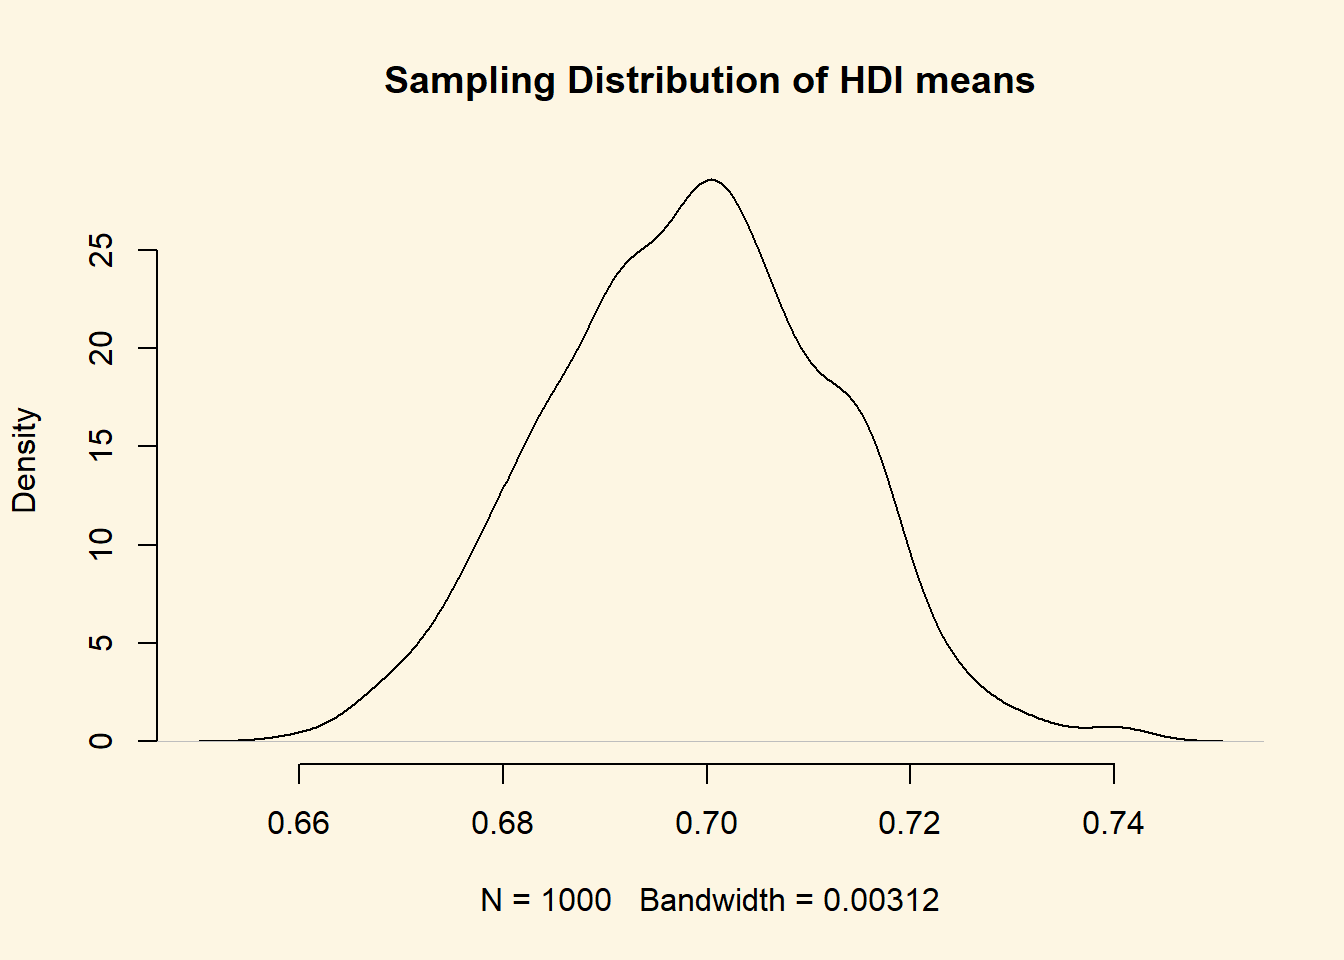 Sampling Distribution of HDI means
25
20
15
10
5
0
Density
0.66 0.68 0.70 0.72 0.74
N = 1000 Bandwidth = 0.00312